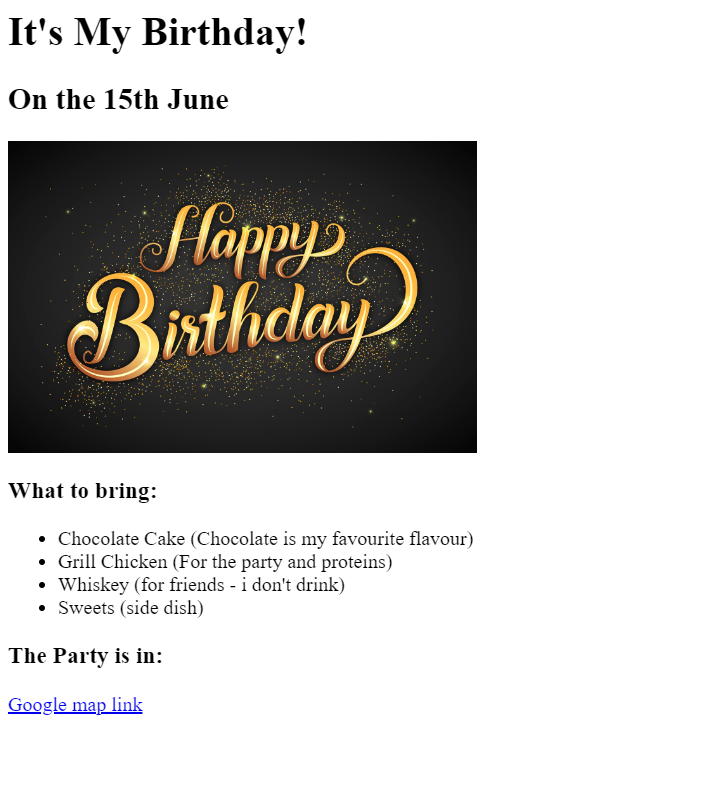 It's My Birthday!
On the 15th June
Happy
Birthday
What to bring:
Chocolate Cake (Chocolate is my favourite flavour)
Grill Chicken (For the party and proteins)
Whiskey (for friends - i don't drink)
Sweets (side dish)
The Party is in:
Google map link